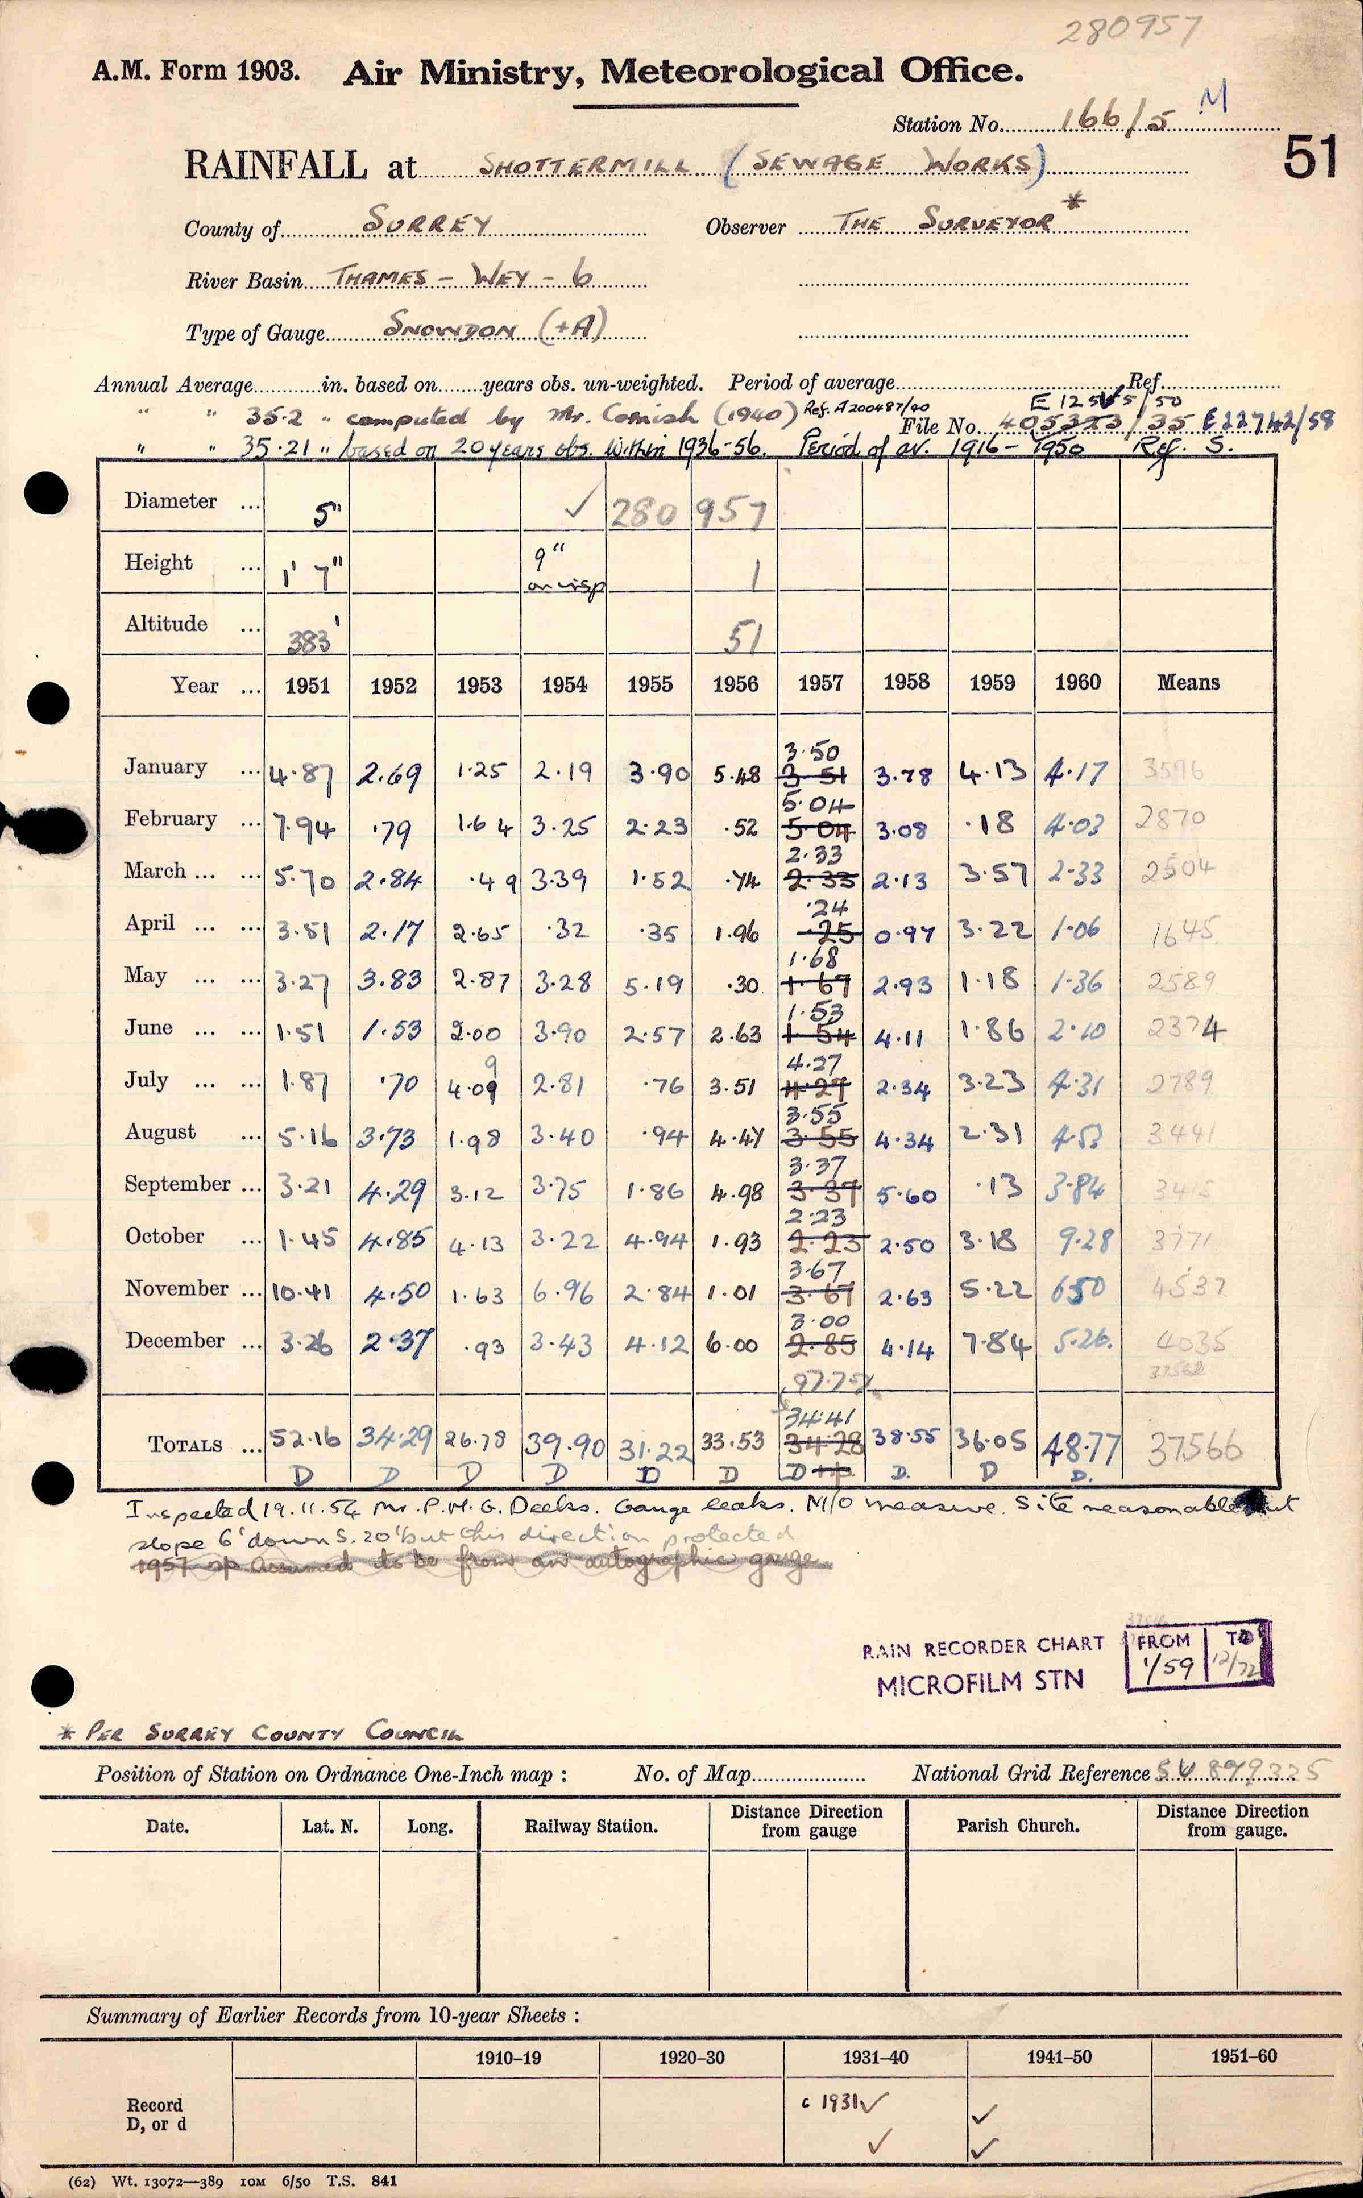 280957
A.M. Form 1903. Air Ministry, Meteorological Office.
Station No. 166/5 M
RAINFALL at SHOTTERMILL (SEWAGE WORKS) 51
County of SURREY Observer THE SURVEYOR *
River Basin THAMES - WEY - 6
Type of Gauge SNOWDON (+A)
Annual Average in. based on years obs. un-weighted. Period of average Ref.
" " 35.2 " computed by Mr. Cornish (1940) Ref. A200487/40 File No. 405323/35 E22742/58
" " 35.21 " based on 20 years obs. within 1936-56. Period of av. 1916-1950 Ref. S.
Diameter ... 5" ✓ 280 957
Height ... 1' 7" 9" on insp 1
Altitude ... 383' 51
Year ... 1951 1952 1953 1954 1955 1956 1957 1958 1959 1960 Means
January ... 4.87 2.69 1.25 2.19 3.90 5.48 3.50 3.51 3.78 4.13 4.17 3596
February ... 7.94 .79 1.64 3.25 2.23 .52 5.04 5.04 3.08 .18 4.03 2870
March ... ... 5.70 2.84 .49 3.39 1.52 .74 2.33 2.33 2.13 3.57 2.33 2504
April ... ... 3.51 2.17 2.65 .32 .35 1.96 .24 .25 0.97 3.22 1.06 1645
May ... ... 3.27 3.83 2.87 3.28 5.19 .30 1.68 1.67 2.93 1.18 1.36 2589
June ... ... 1.51 1.53 2.00 3.90 2.57 2.63 1.53 1.54 4.11 1.86 2.10 2374
July ... ... 1.87 .70 4.09 9 2.81 .76 3.51 4.27 4.27 2.34 3.23 4.31 2789
August ... 5.16 3.73 1.98 3.40 .94 4.47 3.55 3.55 4.34 2.31 4.53 3441
September ... 3.21 4.29 3.12 3.75 1.86 4.98 3.37 3.37 5.60 .13 3.84 3415
October ... 1.45 4.85 4.13 3.22 4.94 1.93 2.23 2.23 2.50 3.18 9.28 3771
November ... 10.41 4.50 1.63 6.96 2.84 1.01 3.67 3.67 2.63 5.22 6.50 4537
December ... 3.26 2.37 .93 3.43 4.12 6.00 3.00 2.85 4.14 7.84 5.26 4035
37568
TOTALS ... 52.16 34.29 26.78 39.90 31.22 33.53 34.41 34.28 38.55 36.05 48.77 37566
D D D D D D D D. D D.
Inspected 19.11.54 Mr. P.M.G. Deeks. Gauge leaks. M/O measure. Site reasonable but
slope 6' down S. 20' but this direction protected
1957 assumed to be from an autographic gauge
RAIN RECORDER CHART FROM TO
MICROFILM STN 1/59 12/72
* PER SURREY COUNTY COUNCIL
Position of Station on Ordnance One-Inch map : No. of Map National Grid Reference SU 899325
Date. Lat. N. Long. Railway Station. Distance Direction from gauge Parish Church. Distance Direction from gauge.
Summary of Earlier Records from 10-year Sheets :
1910–19 1920–30 1931–40 1941–50 1951–60
Record c 1931 ✓ ✓
D, or d ✓ ✓
(62) Wt. 13072—389 10M 6/50 T.S. 841